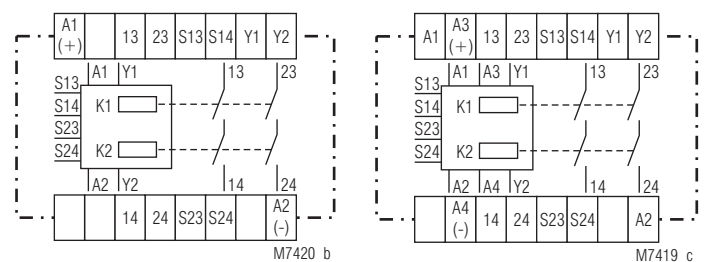 A1 (+) 13 23 S13 S14 Y1 Y2
A1 Y1 13 23
S13
S14
S23
S24
K1
K2
A2 Y2 14 24
14 24 S23 S24 A2 (-)
M7420 b
A1 A3 (+) 13 23 S13 S14 Y1 Y2
A1 A3 Y1 13 23
S13
S14
S23
S24
K1
K2
A2 A4 Y2 14 24
A4 (-) 14 24 S23 S24 A2
M7419 c